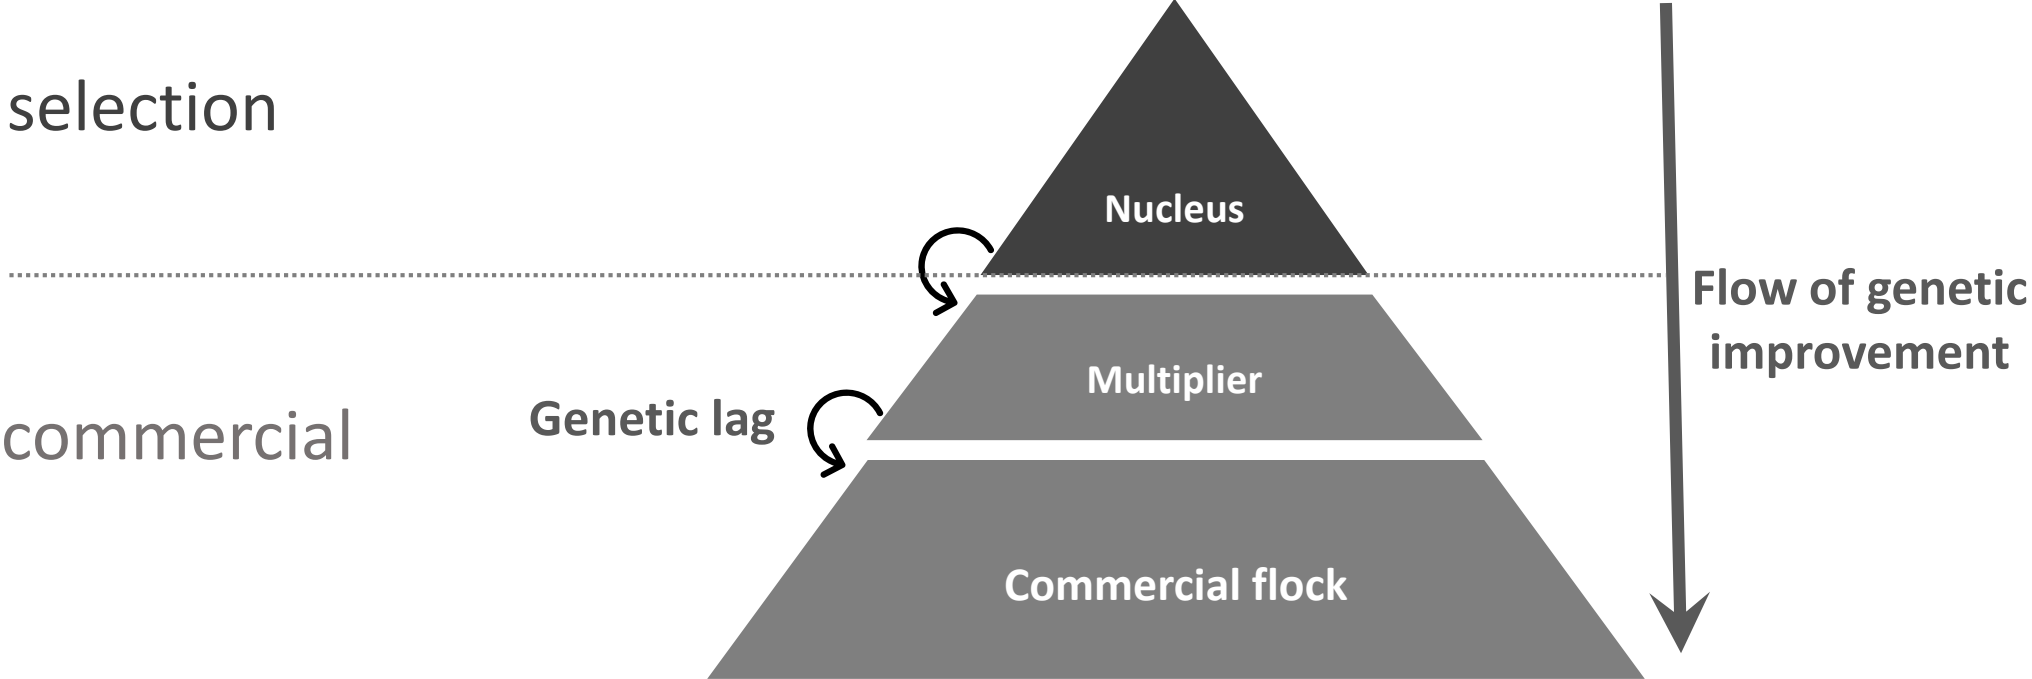 selection
Nucleus
Flow of genetic
improvement
Multiplier
Genetic lag
commercial
Commercial flock